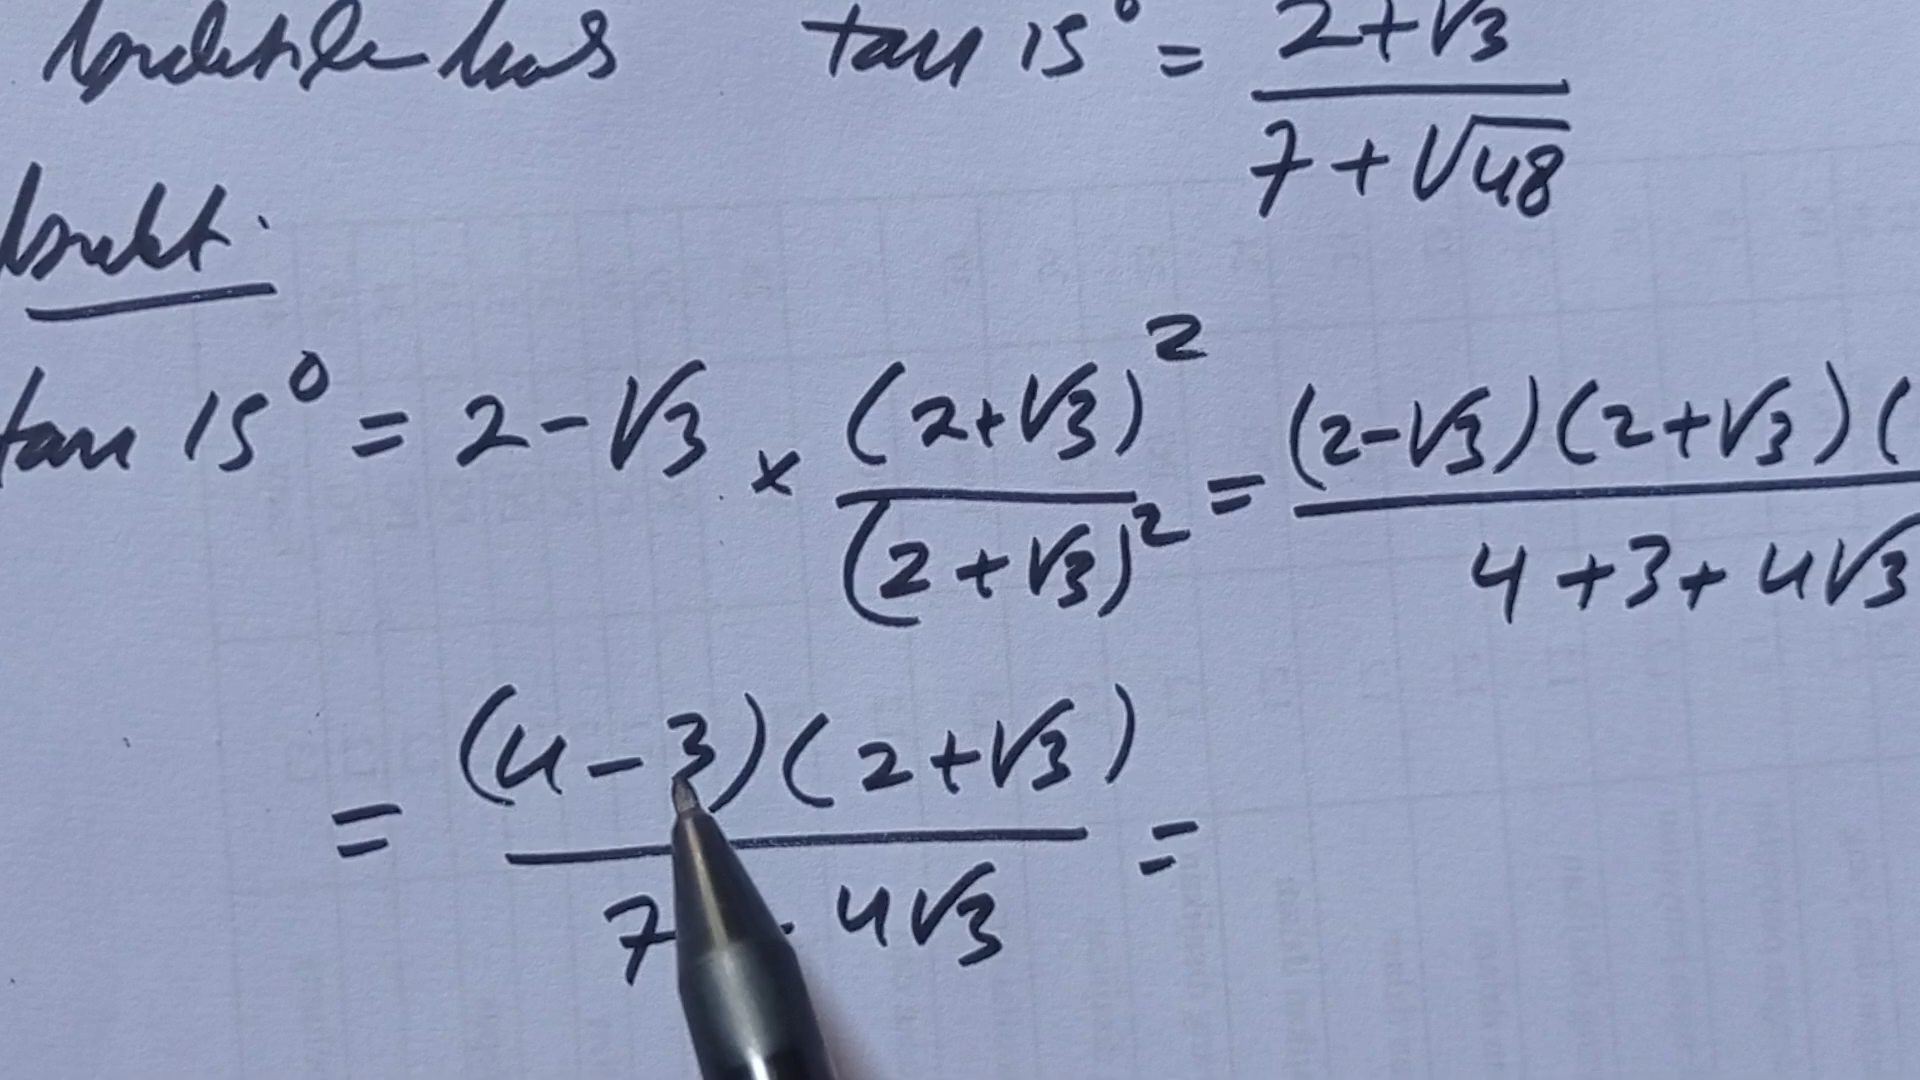 tan 15° = (2+√3)/(7+√48)
tan 15° = 2-√3 × (2+√3)²/(2+√3)² = (2-√3)(2+√3)(/4+3+4√3
= (4-3)(2+√3)/7 4√3 =